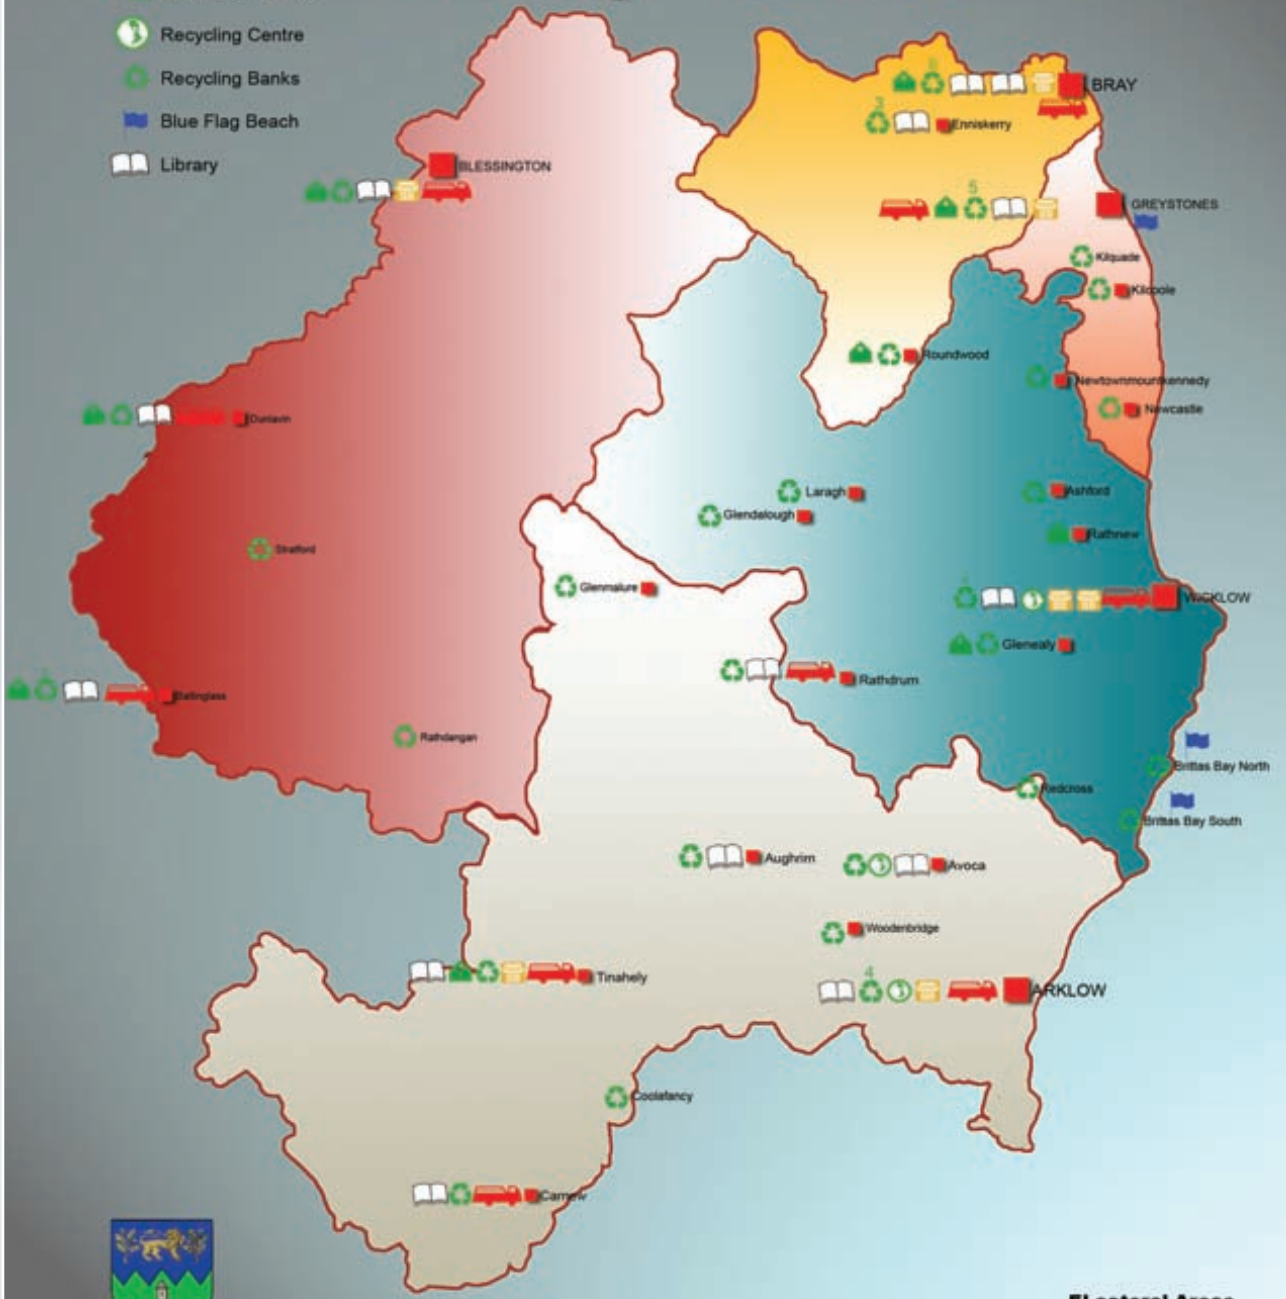 Recycling Centre
Recycling Banks
Blue Flag Beach
Library
BRAY
Enniskerry
BLESSINGTON
5
GREYSTONES
Kilquade
Kilcoole
Roundwood
Newtownmountkennedy
Newcastle
Dunlavin
Laragh
Ashford
Glendalough
Rathnew
Stratford
Glenmalure
WICKLOW
Glenealy
Rathdrum
Baltinglass
Rathdangan
Brittas Bay North
Redcross
Brittas Bay South
Aughrim
Avoca
Woodenbridge
Tinahely
4
ARKLOW
Coolafancy
Carnew